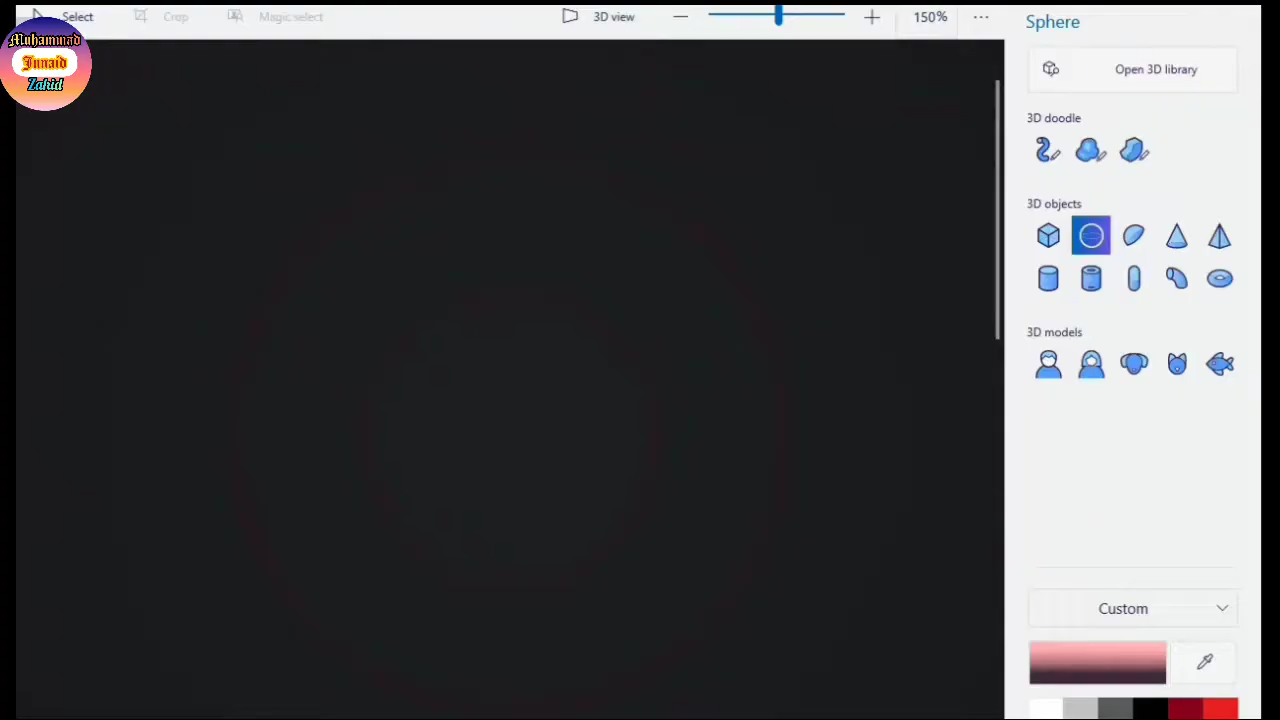 Select
Crop
Magic select
3D view
150%
Sphere
Muhammad
Junaid
Zahid
Open 3D library
3D doodle
3D objects
3D models
Custom